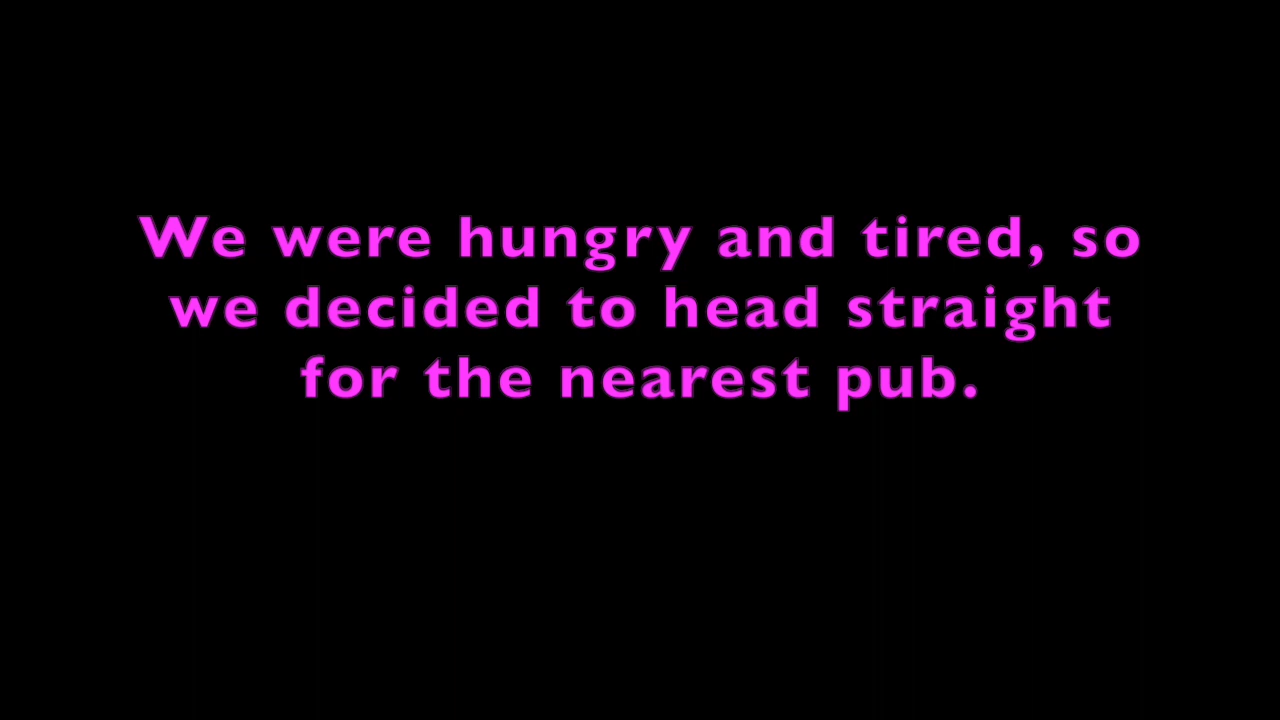 We were hungry and tired, so
we decided to head straight
for the nearest pub.